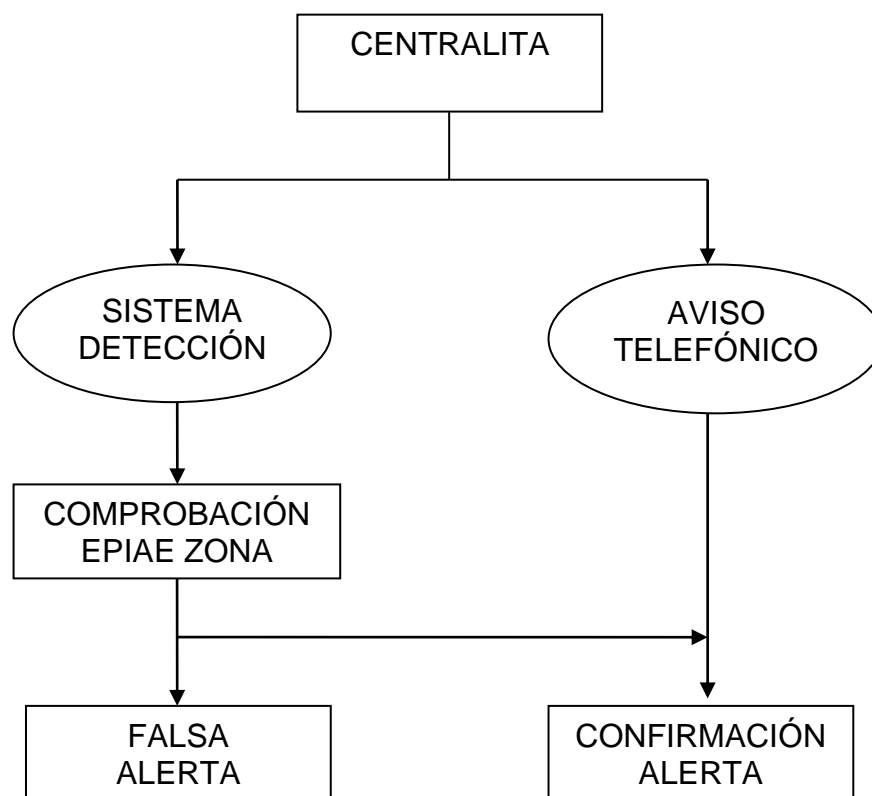 CENTRALITA
SISTEMA
DETECCIÓN
AVISO
TELEFÓNICO
COMPROBACIÓN
EPIAE ZONA
FALSA
ALERTA
CONFIRMACIÓN
ALERTA